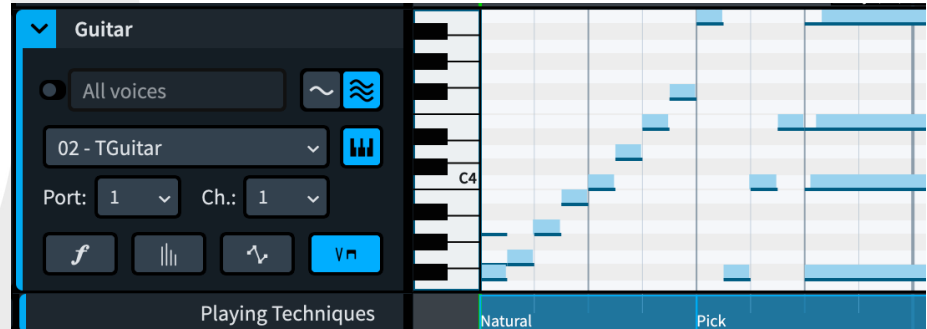 Guitar
All voices
02 - TGuitar
Port: 1 Ch.: 1
f
V
C4
Playing Techniques
Natural Pick